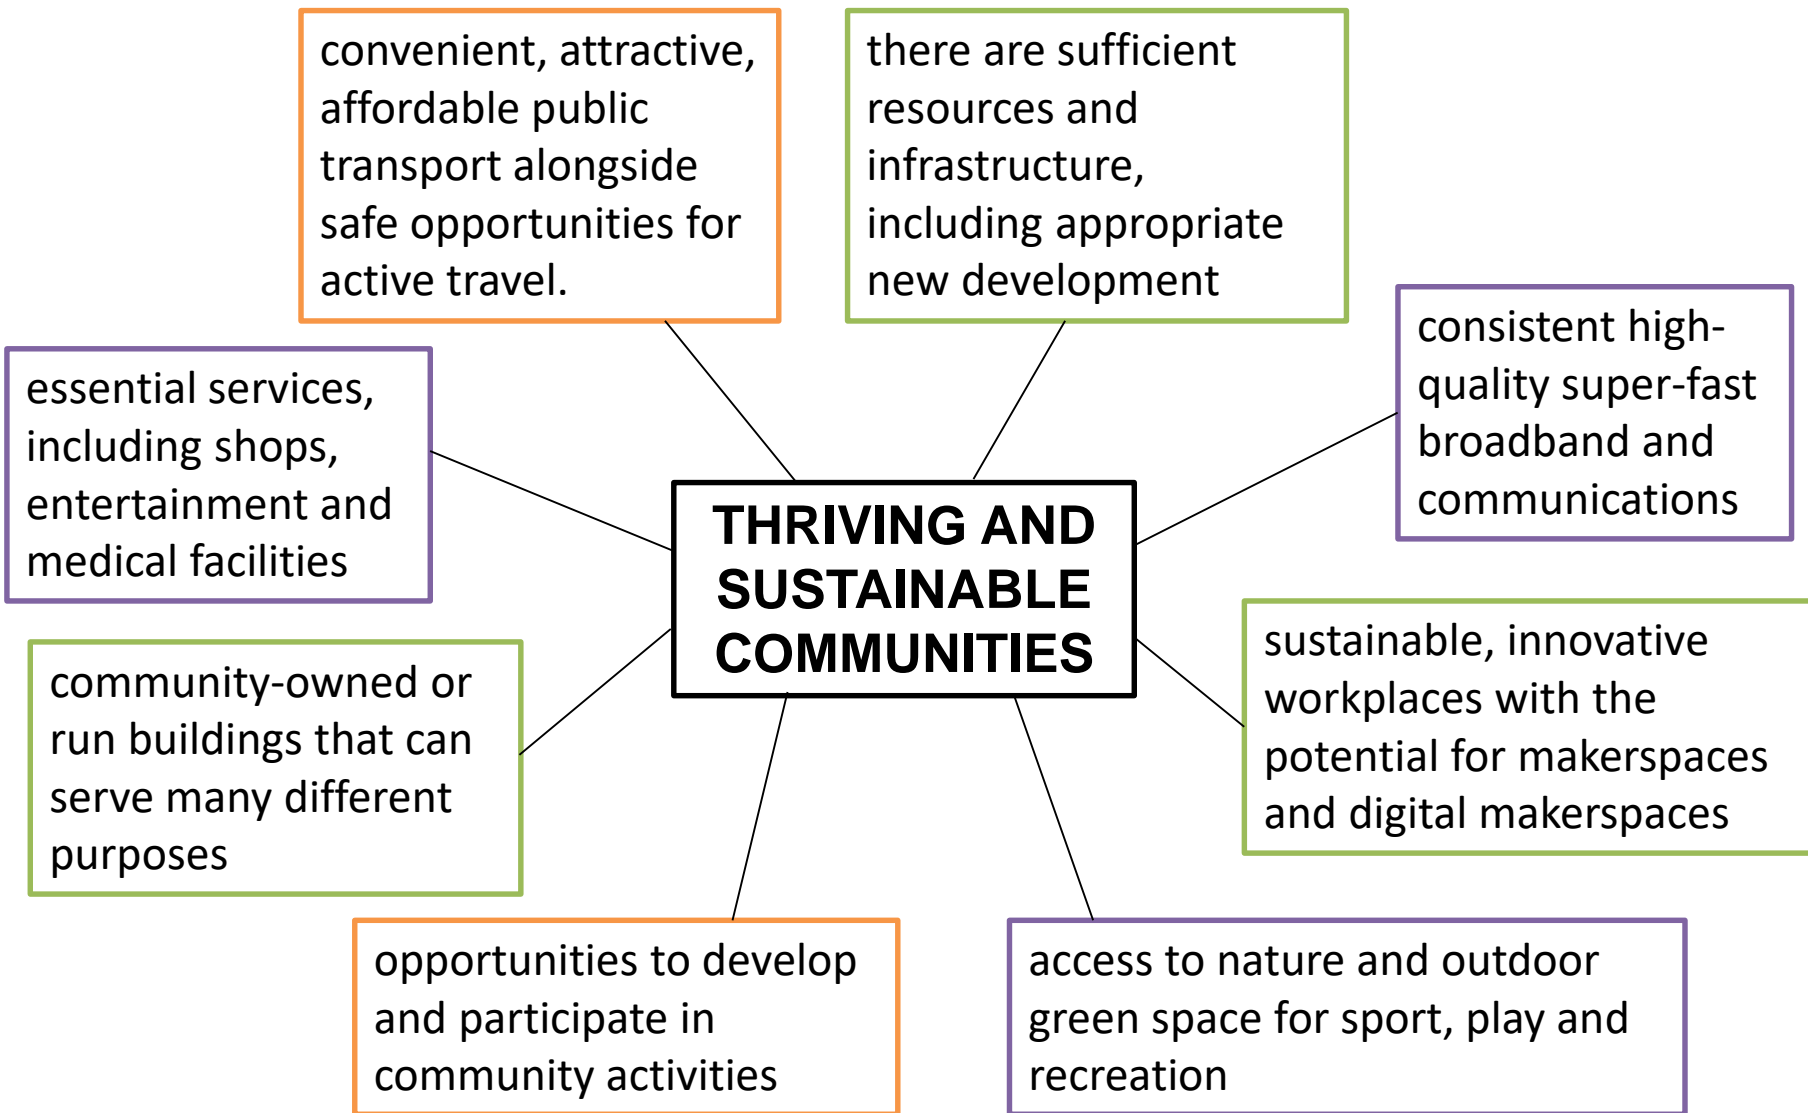 convenient, attractive,
affordable public
transport alongside
safe opportunities for
active travel.
there are sufficient
resources and
infrastructure,
including appropriate
new development
consistent high-
quality super-fast
broadband and
communications
essential services,
including shops,
entertainment and
medical facilities
THRIVING AND
SUSTAINABLE
COMMUNITIES
sustainable, innovative
workplaces with the
potential for makerspaces
and digital makerspaces
community-owned or
run buildings that can
serve many different
purposes
opportunities to develop
and participate in
community activities
access to nature and outdoor
green space for sport, play and
recreation